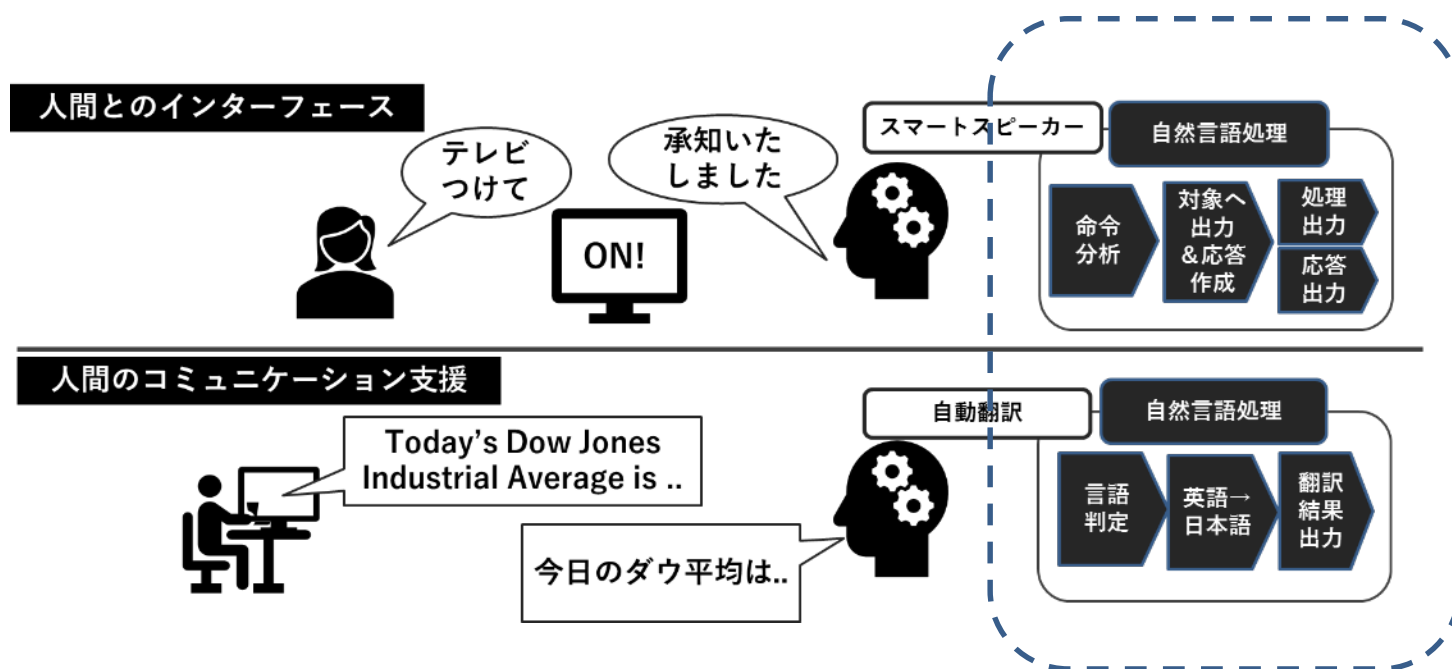 人間とのインターフェース
テレビ
つけて
承知いた
しました
ON!
スマートスピーカー
自然言語処理
命令
分析
対象へ
出力
＆応答
作成
処理
出力
応答
出力
人間のコミュニケーション支援
Today’s Dow Jones
Industrial Average is ..
今日のダウ平均は..
自動翻訳
自然言語処理
言語
判定
英語→
日本語
翻訳
結果
出力